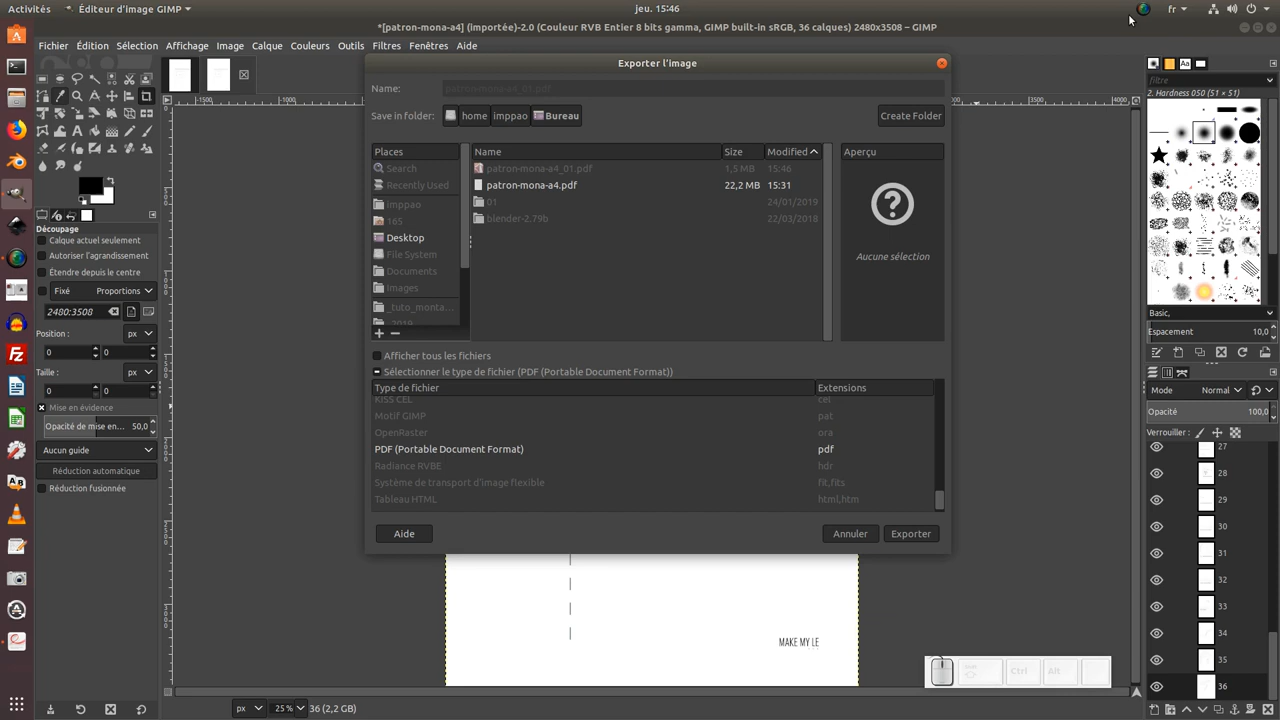 Activités
Éditeur d'image GIMP
jeu. 15:46
fr
*[patron-mona-a4] (importée)-2.0 (Couleur RVB Entier 8 bits gamma, GIMP built-in sRGB, 36 calques) 2480x3508 – GIMP
Fichier Édition Sélection Affichage Image Calque Couleurs Outils Filtres Fenêtres Aide
-1500
-1000
3500
4000
Découpage
Calque actuel seulement
Autoriser l'agrandissement
Étendre depuis le centre
Fixé Proportions
2480:3508
Position : px
0 0
Taille : px
0 0
Mise en évidence
Opacité de mise en... 50,0
Aucun guide
Réduction automatique
Réduction fusionnée
Exporter l'image
Name: patron-mona-a4_01.pdf
Save in folder: home imppao Bureau
Create Folder
Places
Search
Recently Used
imppao
165
Desktop
File System
Documents
Images
_tuto_monta...
2019
Name Size Modified
patron-mona-a4_01.pdf 1,5 MB 15:46
patron-mona-a4.pdf 22,2 MB 15:31
01 24/01/2019
blender-2.79b 22/03/2018
Aperçu
Aucune sélection
Afficher tous les fichiers
Sélectionner le type de fichier (PDF (Portable Document Format))
Type de fichier Extensions
KISS CEL cel
Motif GIMP pat
OpenRaster ora
PDF (Portable Document Format) pdf
Radiance RVBE hdr
Système de transport d'image flexible fit,fits
Tableau HTML html,htm
Aide
Annuler
Exporter
MAKE MY LE
Ctrl
Alt
px 25 % 36 (2,2 GB)
filtre
2. Hardness 050 (51 × 51)
Basic,
Espacement 10,0
Mode Normal
Opacité 100,0
Verrouiller :
27
28
29
30
31
32
33
34
35
36